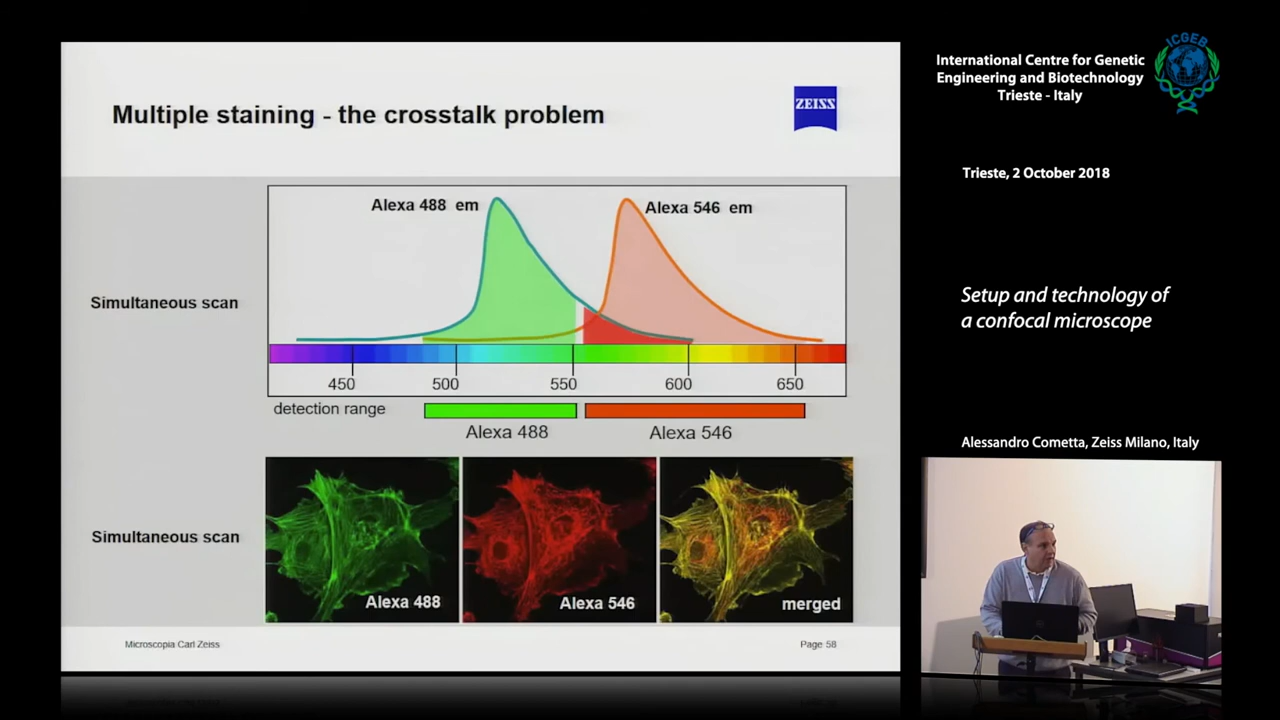 Multiple staining - the crosstalk problem
ZEISS
Alexa 488 em
Alexa 546 em
Simultaneous scan
450
500
550
600
650
detection range
Alexa 488
Alexa 546
Simultaneous scan
Alexa 488
Alexa 546
merged
Microscopia Carl Zeiss
Page 58
International Centre for Genetic
Engineering and Biotechnology
Trieste - Italy
ICGEB
Trieste, 2 October 2018
Setup and technology of
a confocal microscope
Alessandro Cometta, Zeiss Milano, Italy